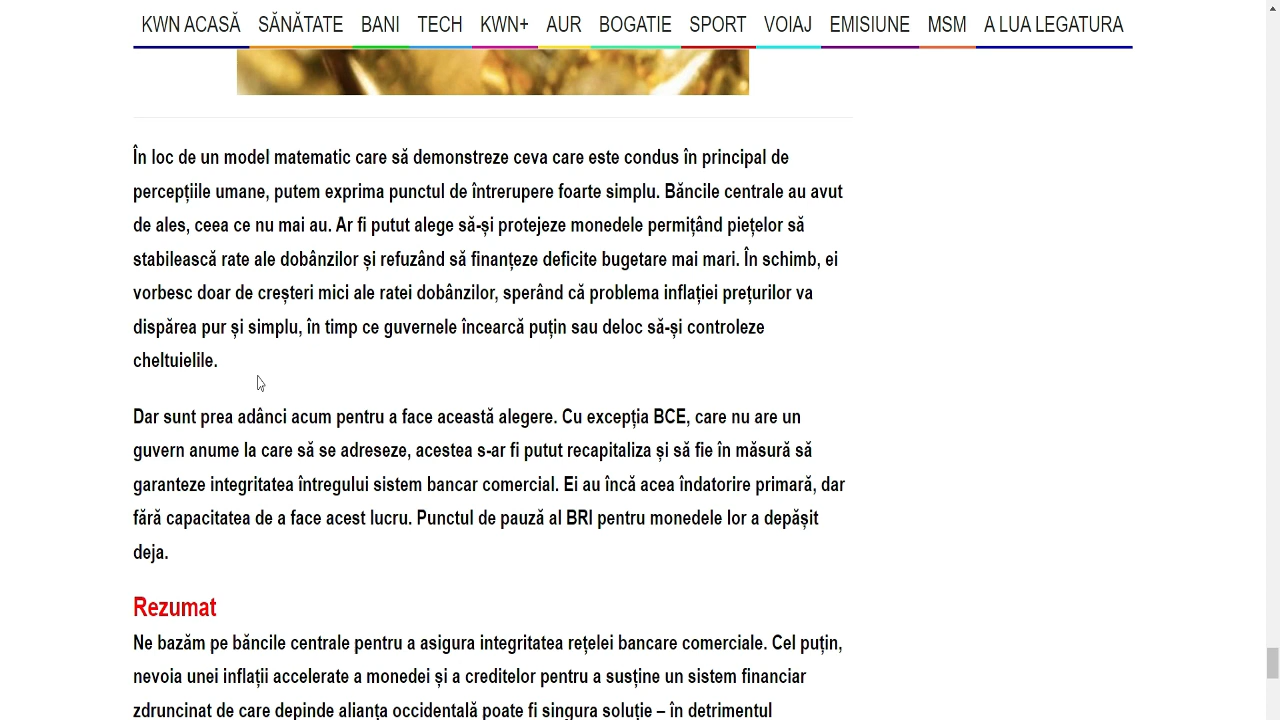 KWN ACASĂ SĂNĂTATE BANI TECH KWN+ AUR BOGATIE SPORT VOIAJ EMISIUNE MSM A LUA LEGATURA
În loc de un model matematic care să demonstreze ceva care este condus în principal de
percepțiile umane, putem exprima punctul de întrerupere foarte simplu. Băncile centrale au avut
de ales, ceea ce nu mai au. Ar fi putut alege să-și protejeze monedele permițând piețelor să
stabilească rate ale dobânzilor și refuzând să finanțeze deficite bugetare mai mari. În schimb, ei
vorbesc doar de creșteri mici ale ratei dobânzilor, sperând că problema inflației prețurilor va
dispărea pur și simplu, în timp ce guvernele încearcă puțin sau deloc să-și controleze
cheltuielile.
Dar sunt prea adânci acum pentru a face această alegere. Cu excepția BCE, care nu are un
guvern anume la care să se adreseze, acestea s-ar fi putut recapitaliza și să fie în măsură să
garanteze integritatea întregului sistem bancar comercial. Ei au încă acea îndatorire primară, dar
fără capacitatea de a face acest lucru. Punctul de pauză al BRI pentru monedele lor a depășit
deja.
Rezumat
Ne bazăm pe băncile centrale pentru a asigura integritatea rețelei bancare comerciale. Cel puțin,
nevoia unei inflații accelerate a monedei și a creditelor pentru a susține un sistem financiar
zdruncinat de care depinde alianța occidentală poate fi singura soluție – în detrimentul